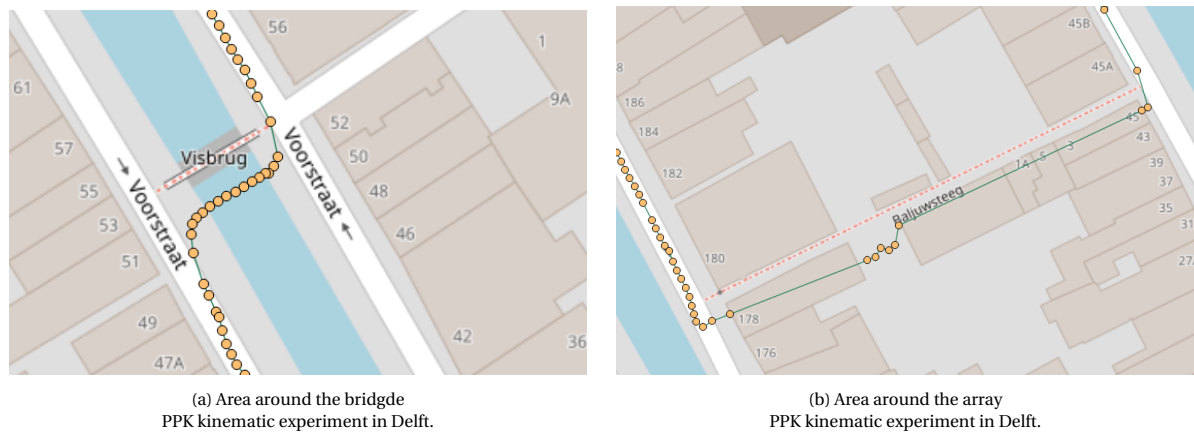 56
1
9A
61
52
57
Visbrug
50
55
Voorstraat
Voorstraat
48
53
46
51
49
42
36
47A
45B
45A
8
186
184
45
43
182
1A
5
3
39
37
Baljuwsteeg
35
31
180
27A
178
176
(a) Area around the bridgde
PPK kinematic experiment in Delft.
(b) Area around the array
PPK kinematic experiment in Delft.